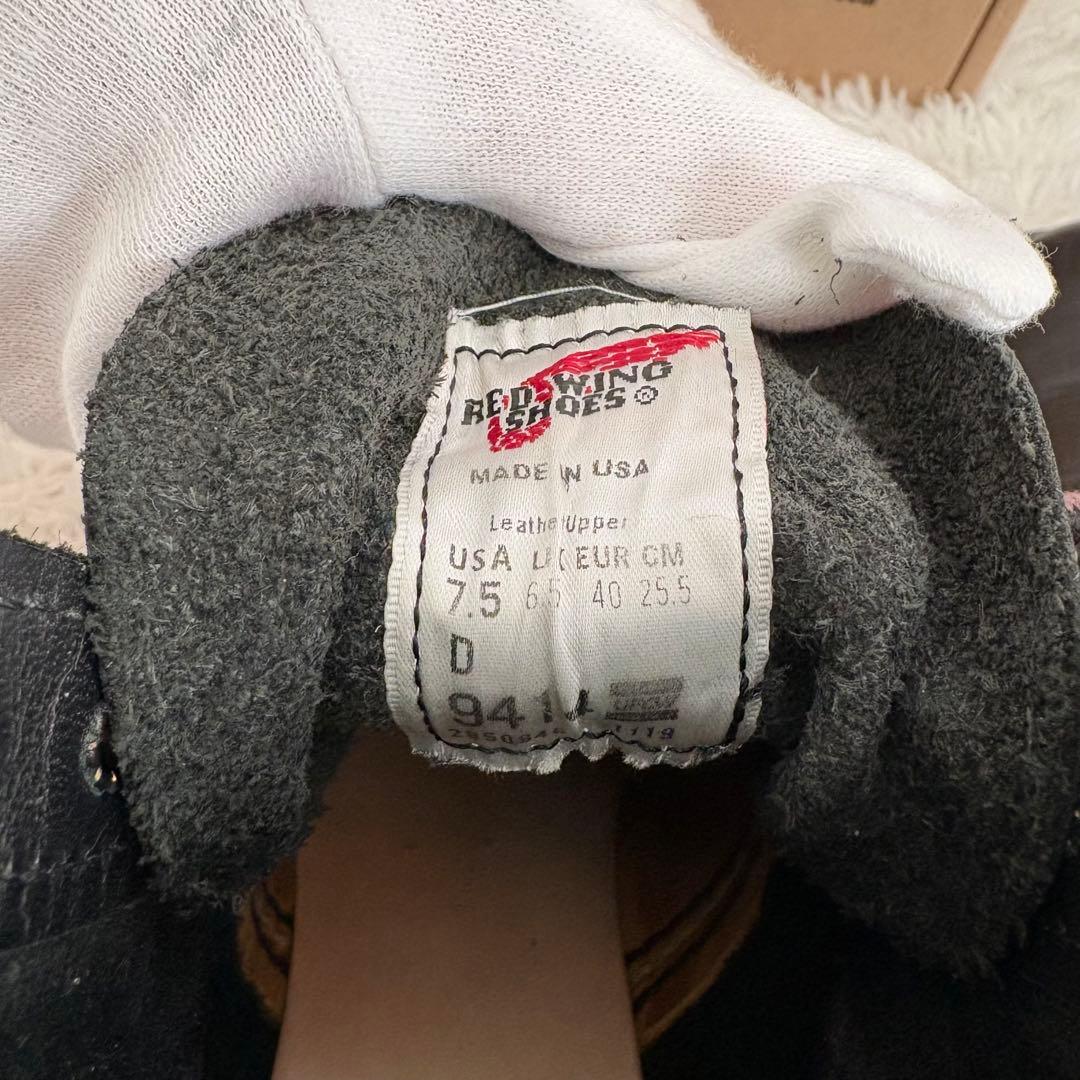 RED WING
SHOES®
MADE IN USA
Leather Upper
USA UK EUR CM
7.5 6.5 40 25.5
D
9414